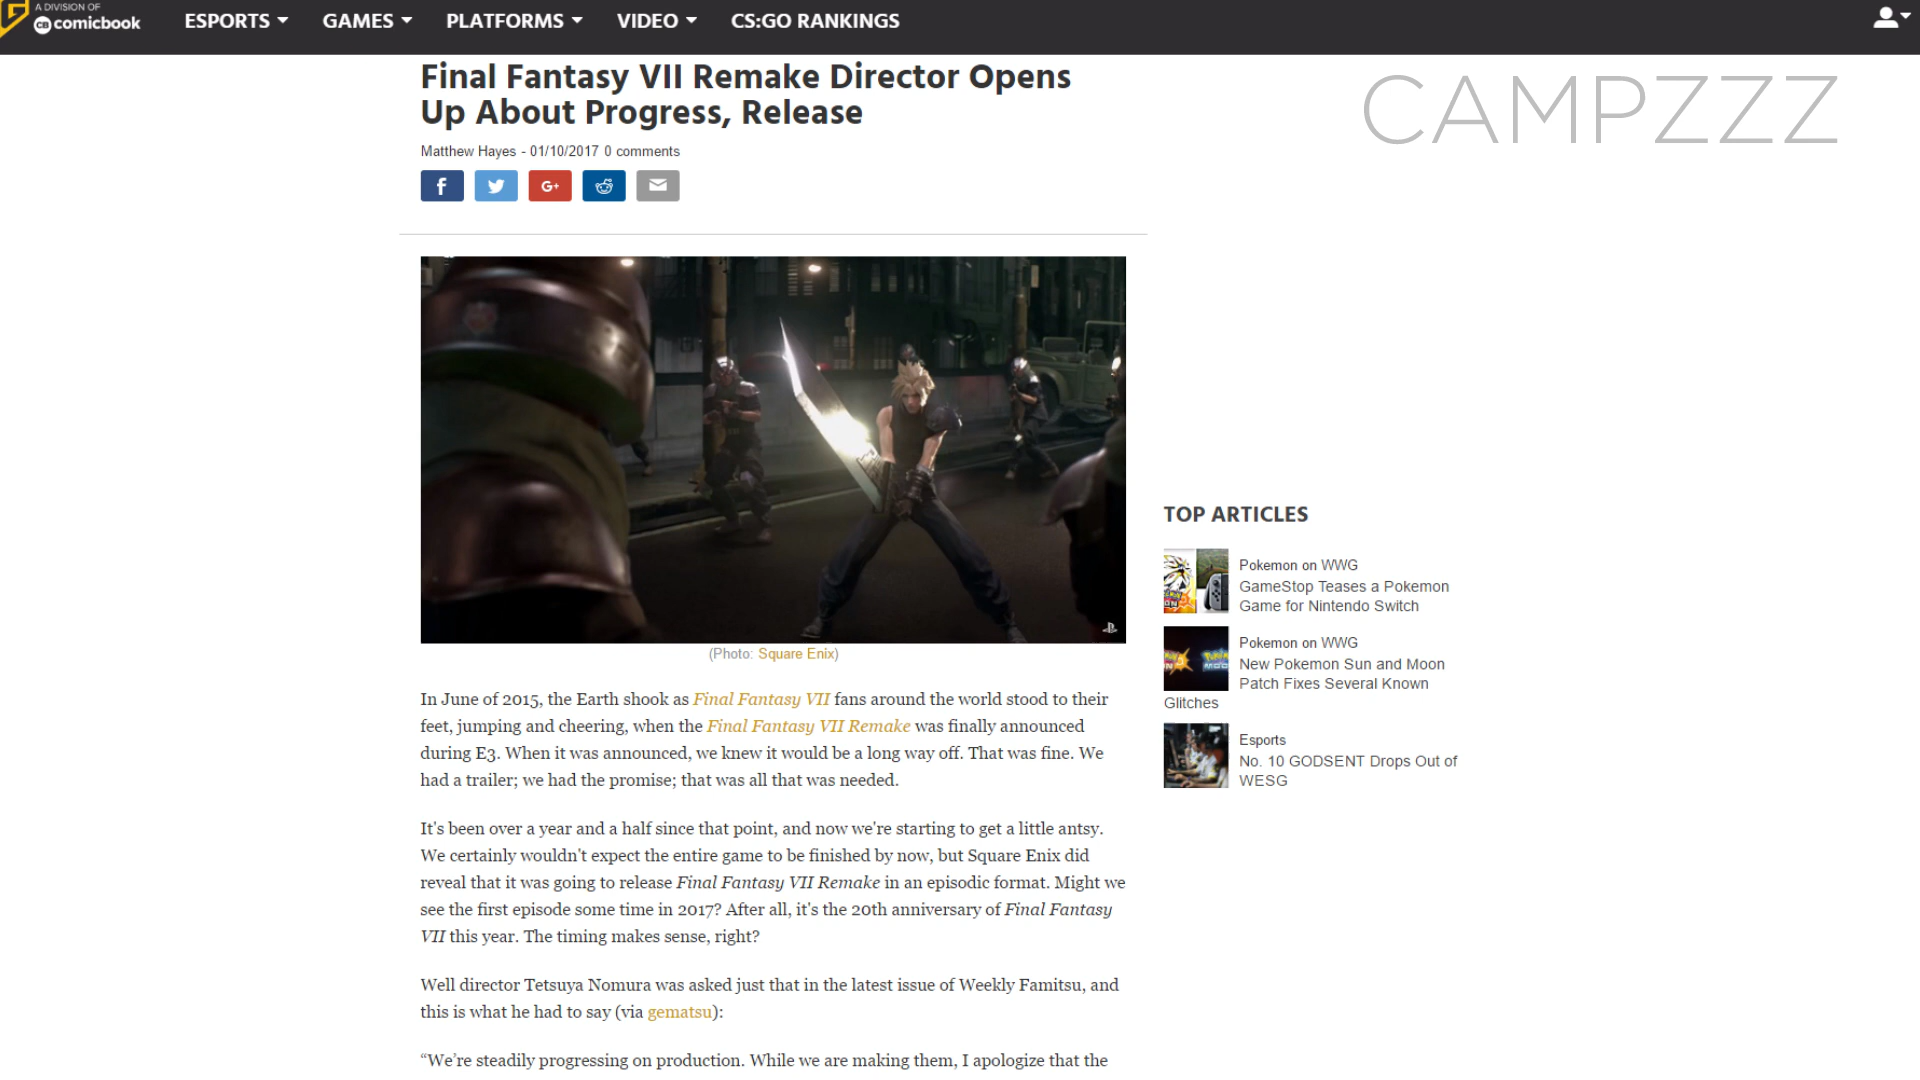 A DIVISION OF
CB comicbook
ESPORTS
GAMES
PLATFORMS
VIDEO
CS:GO RANKINGS
CAMPZZZ
Final Fantasy VII Remake Director Opens
Up About Progress, Release
Matthew Hayes - 01/10/2017 0 comments
f
G+
(Photo: Square Enix)
In June of 2015, the Earth shook as Final Fantasy VII fans around the world stood to their
feet, jumping and cheering, when the Final Fantasy VII Remake was finally announced
during E3. When it was announced, we knew it would be a long way off. That was fine. We
had a trailer; we had the promise; that was all that was needed.
It's been over a year and a half since that point, and now we're starting to get a little antsy.
We certainly wouldn't expect the entire game to be finished by now, but Square Enix did
reveal that it was going to release Final Fantasy VII Remake in an episodic format. Might we
see the first episode some time in 2017? After all, it's the 20th anniversary of Final Fantasy
VII this year. The timing makes sense, right?
Well director Tetsuya Nomura was asked just that in the latest issue of Weekly Famitsu, and
this is what he had to say (via gematsu):
“We’re steadily progressing on production. While we are making them, I apologize that the
TOP ARTICLES
Pokemon on WWG
GameStop Teases a Pokemon
Game for Nintendo Switch
Pokemon on WWG
New Pokemon Sun and Moon
Patch Fixes Several Known
Glitches
Esports
No. 10 GODSENT Drops Out of
WESG